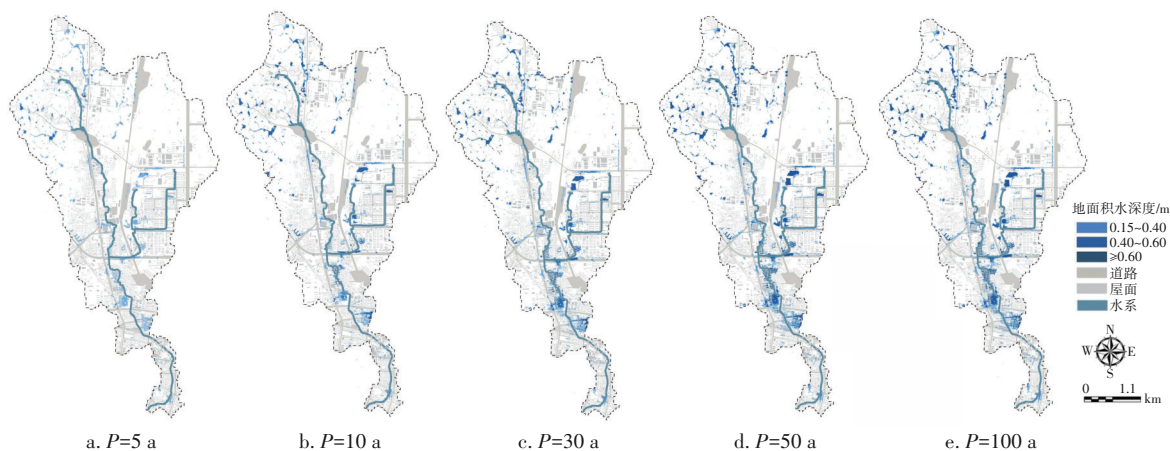 地面积水深度/m
0.15~0.40
0.40~0.60
≥0.60
道路
屋面
水系
N
W E
S
0 1.1
km
a. P=5 a b. P=10 a c. P=30 a d. P=50 a e. P=100 a